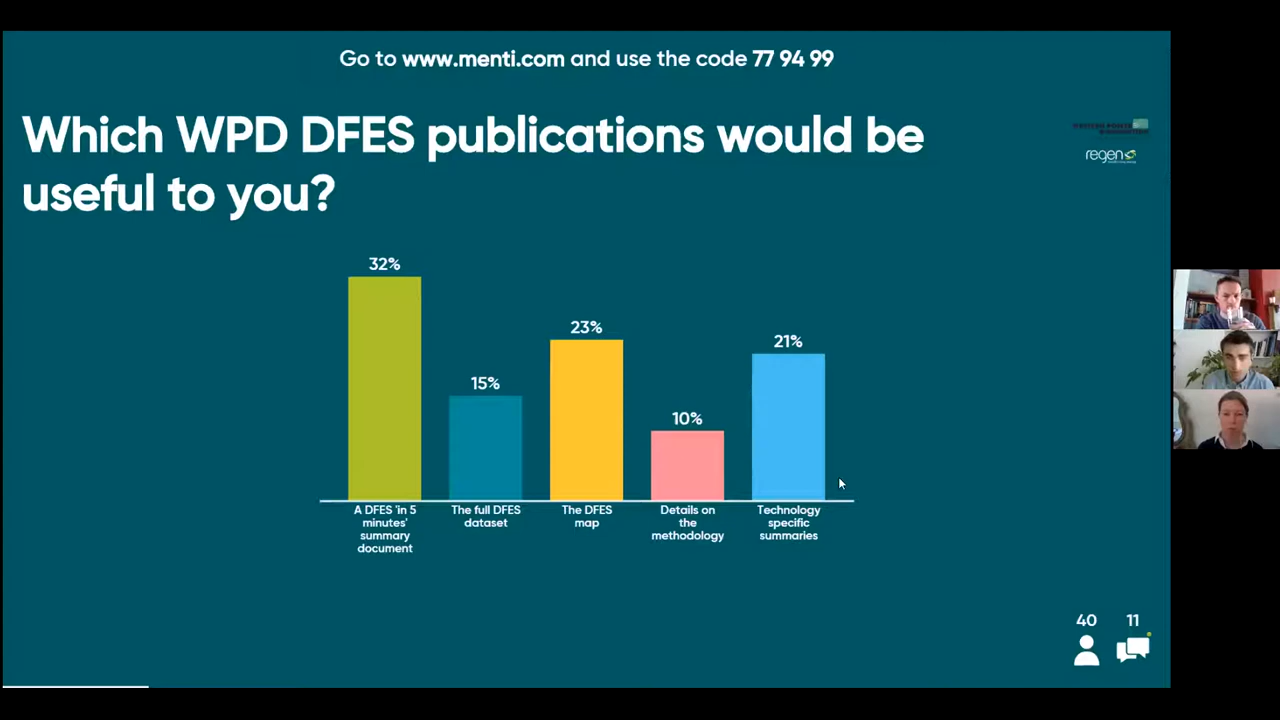 Go to www.menti.com and use the code 77 94 99
Which WPD DFES publications would be
useful to you?
regen
32%
15%
23%
10%
21%
A DFES 'in 5
minutes'
summary
document
The full DFES
dataset
The DFES
map
Details on
the
methodology
Technology
specific
summaries
40
11